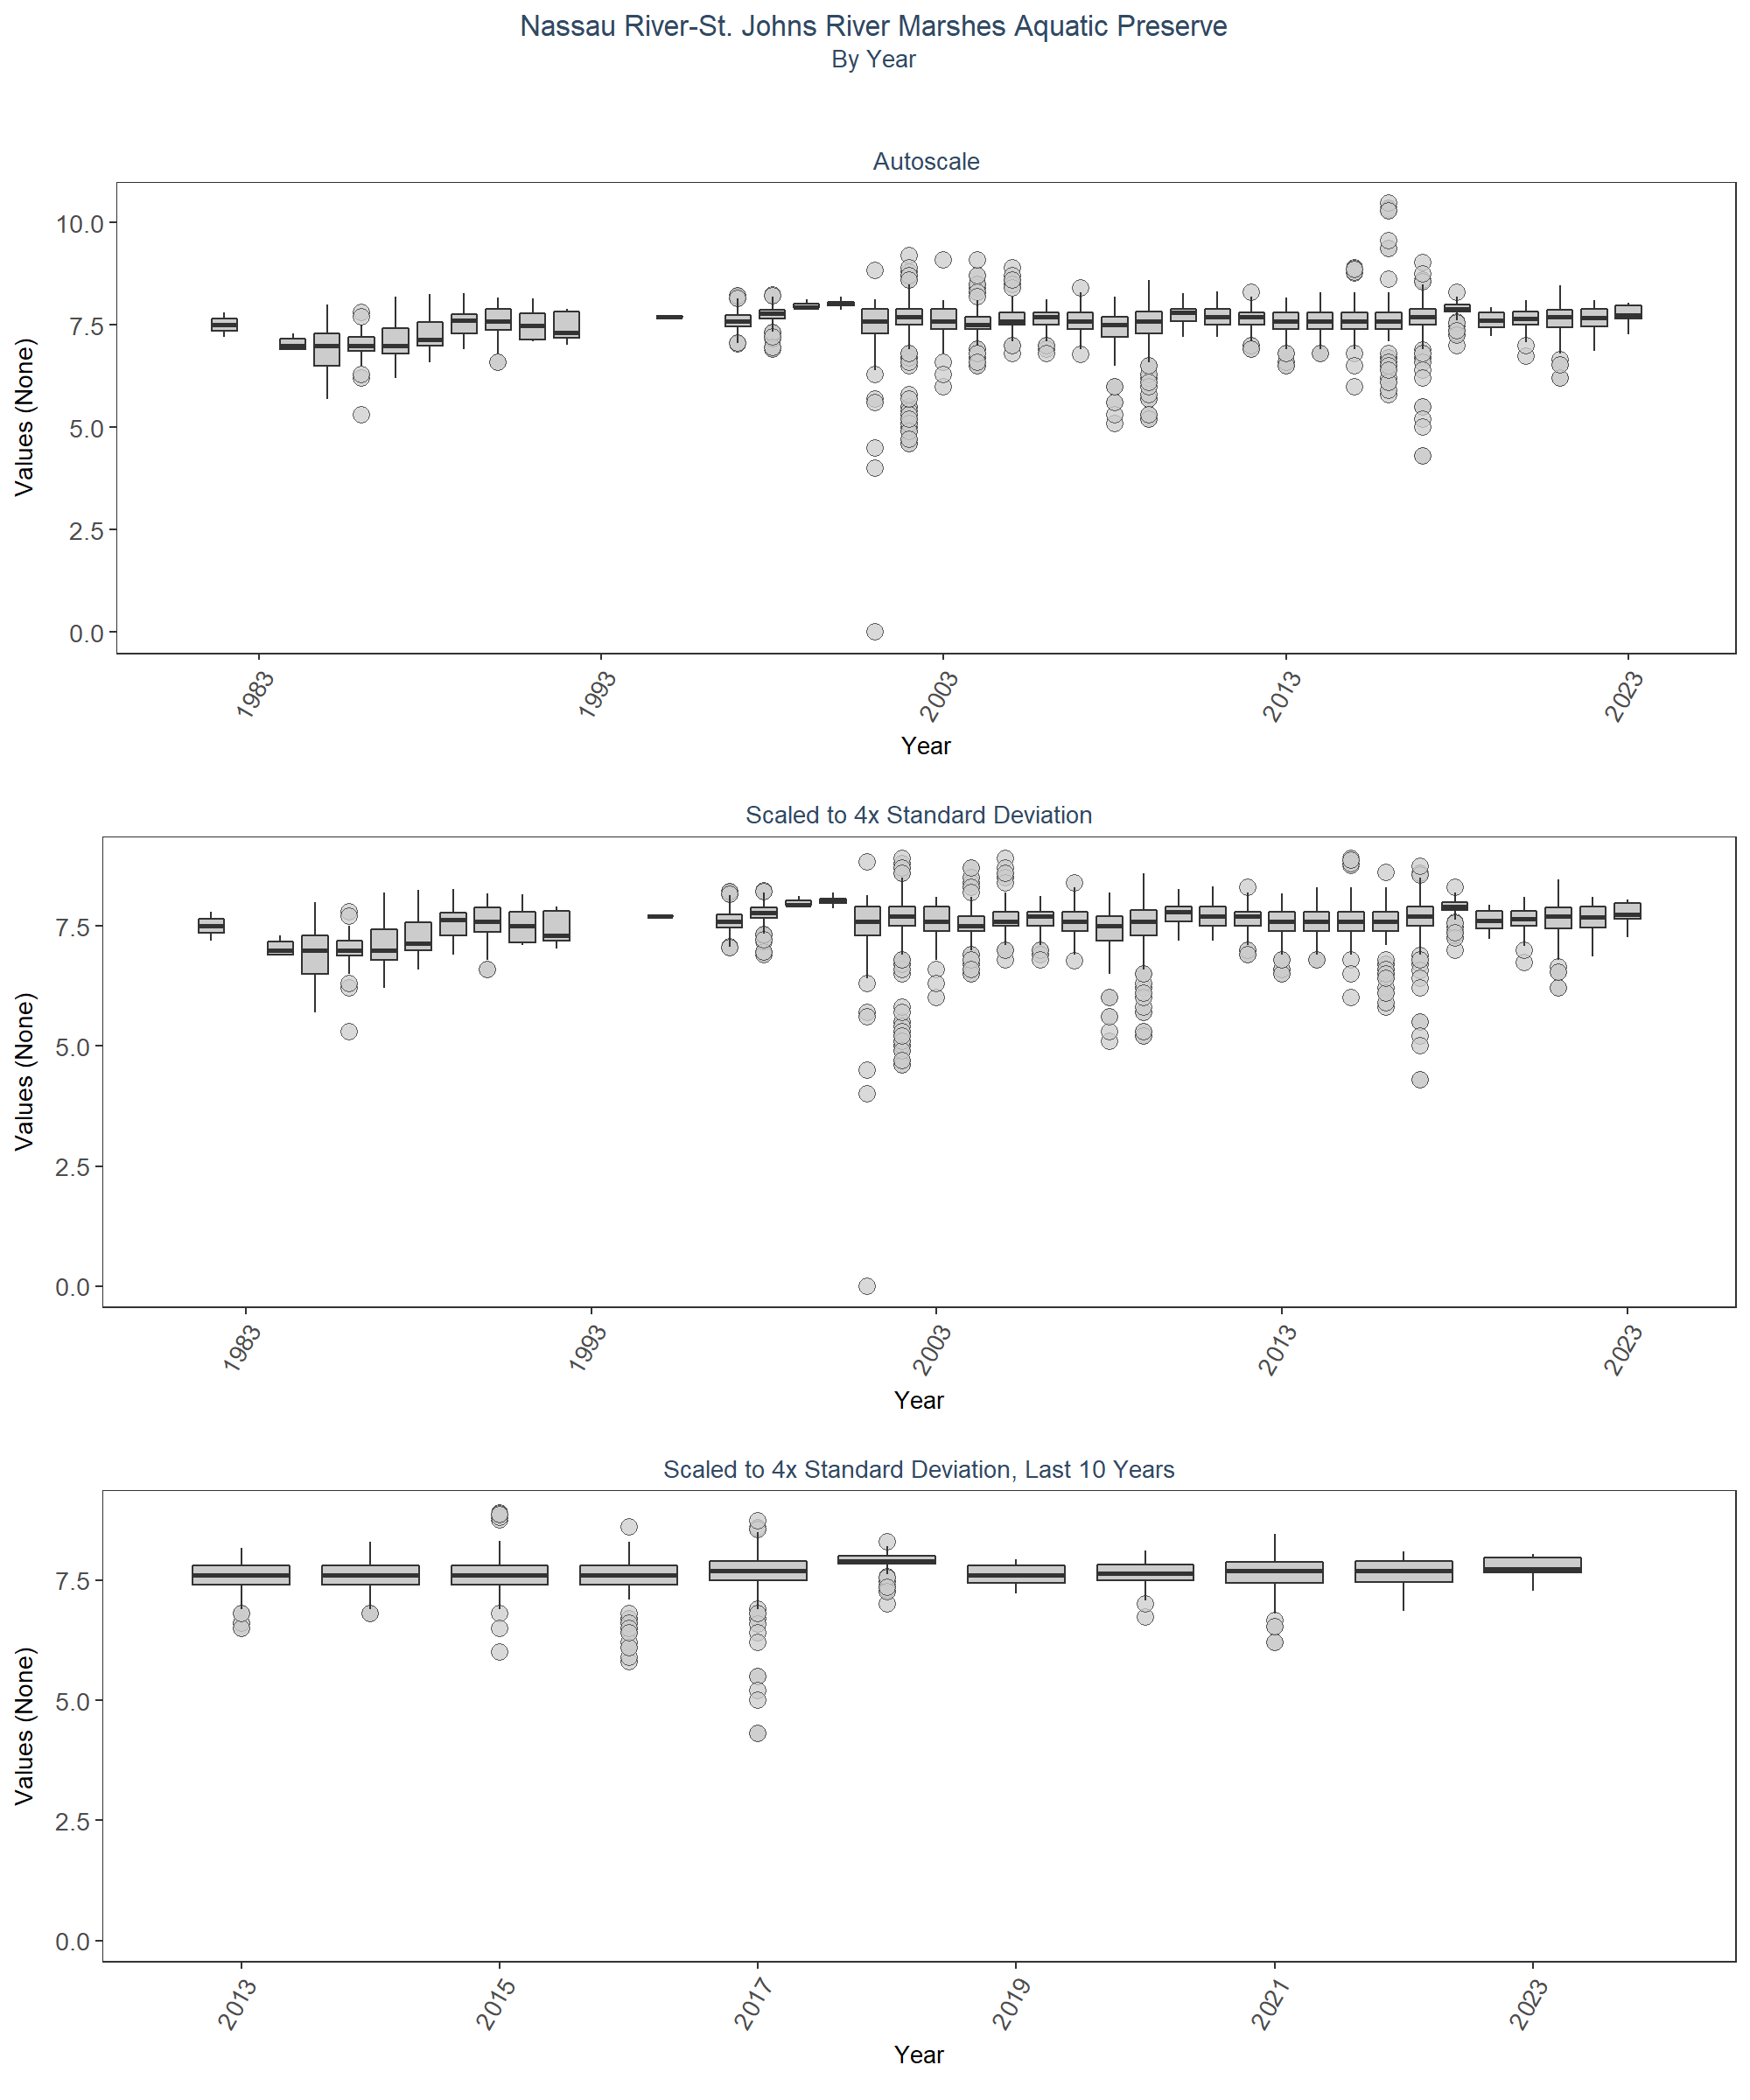 Nassau River-St. Johns River Marshes Aquatic Preserve
By Year
Autoscale
Values (None)
10.0
7.5
5.0
2.5
0.0
1983
1993
2003
2013
2023
Year
Scaled to 4x Standard Deviation
Values (None)
7.5
5.0
2.5
0.0
1983
1993
2003
2013
2023
Year
Scaled to 4x Standard Deviation, Last 10 Years
Values (None)
7.5
5.0
2.5
0.0
2013
2015
2017
2019
2021
2023
Year